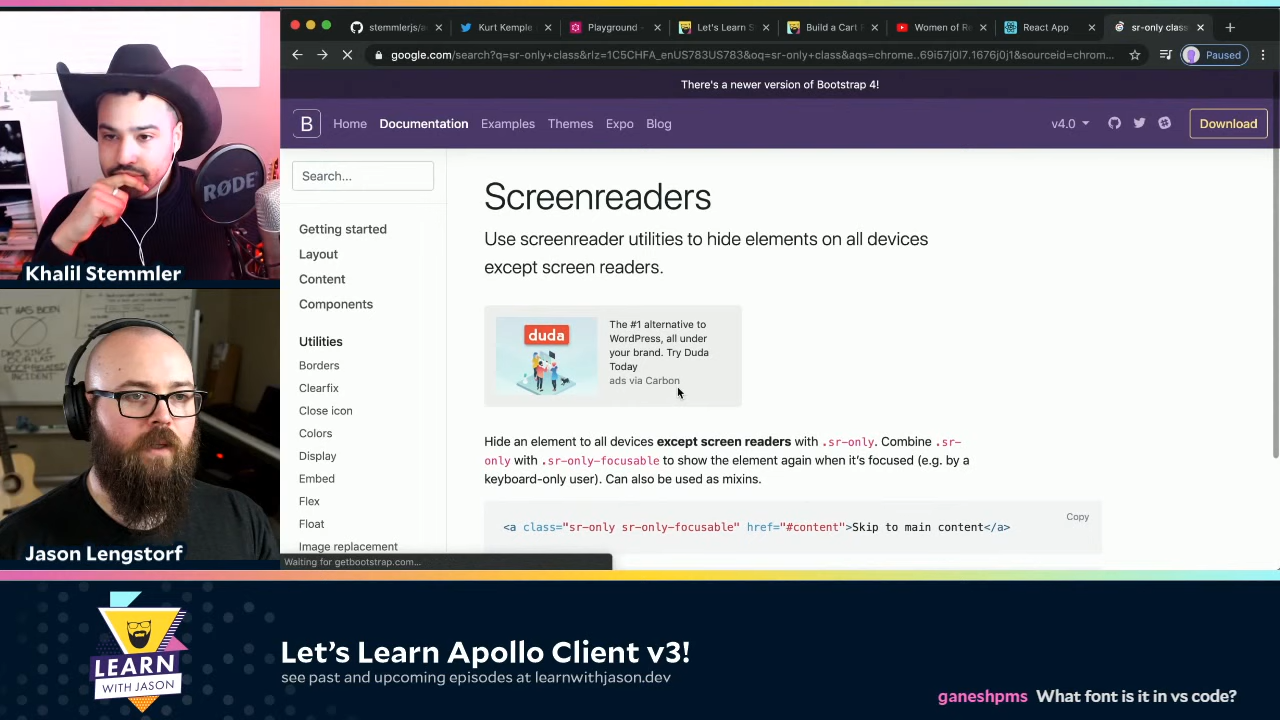 stemmlerjs/a
Kurt Kemple
Playground -
Let's Learn S
Build a Cart
Women of Re
React App
sr-only class
google.com/search?q=sr-only+class&rlz=1C5CHFA_enUS783US783&oq=sr-only+class&aqs=chrome..69i57j0l7.1676j0j1&sourceid=chrom...
Paused
There's a newer version of Bootstrap 4!
B
Home
Documentation
Examples
Themes
Expo
Blog
v4.0
Download
Search...
Getting started
Layout
Content
Components
Utilities
Borders
Clearfix
Close icon
Colors
Display
Embed
Flex
Float
Image replacement
Screenreaders
Use screenreader utilities to hide elements on all devices
except screen readers.
duda
The #1 alternative to
WordPress, all under
your brand. Try Duda
Today
ads via Carbon
Hide an element to all devices except screen readers with .sr-only. Combine .sr-
only with .sr-only-focusable to show the element again when it's focused (e.g. by a
keyboard-only user). Can also be used as mixins.
Copy
<a class="sr-only sr-only-focusable" href="#content">Skip to main content</a>
Waiting for getbootstrap.com...
RØDE
Khalil Stemmler
IT HAS BEEN
DAYS SINCE
OUR LAST
INCIDENT
Jason Lengstorf
LEARN
WITH JASON
Let's Learn Apollo Client v3!
see past and upcoming episodes at learnwithjason.dev
ganeshpms What font is it in vs code?